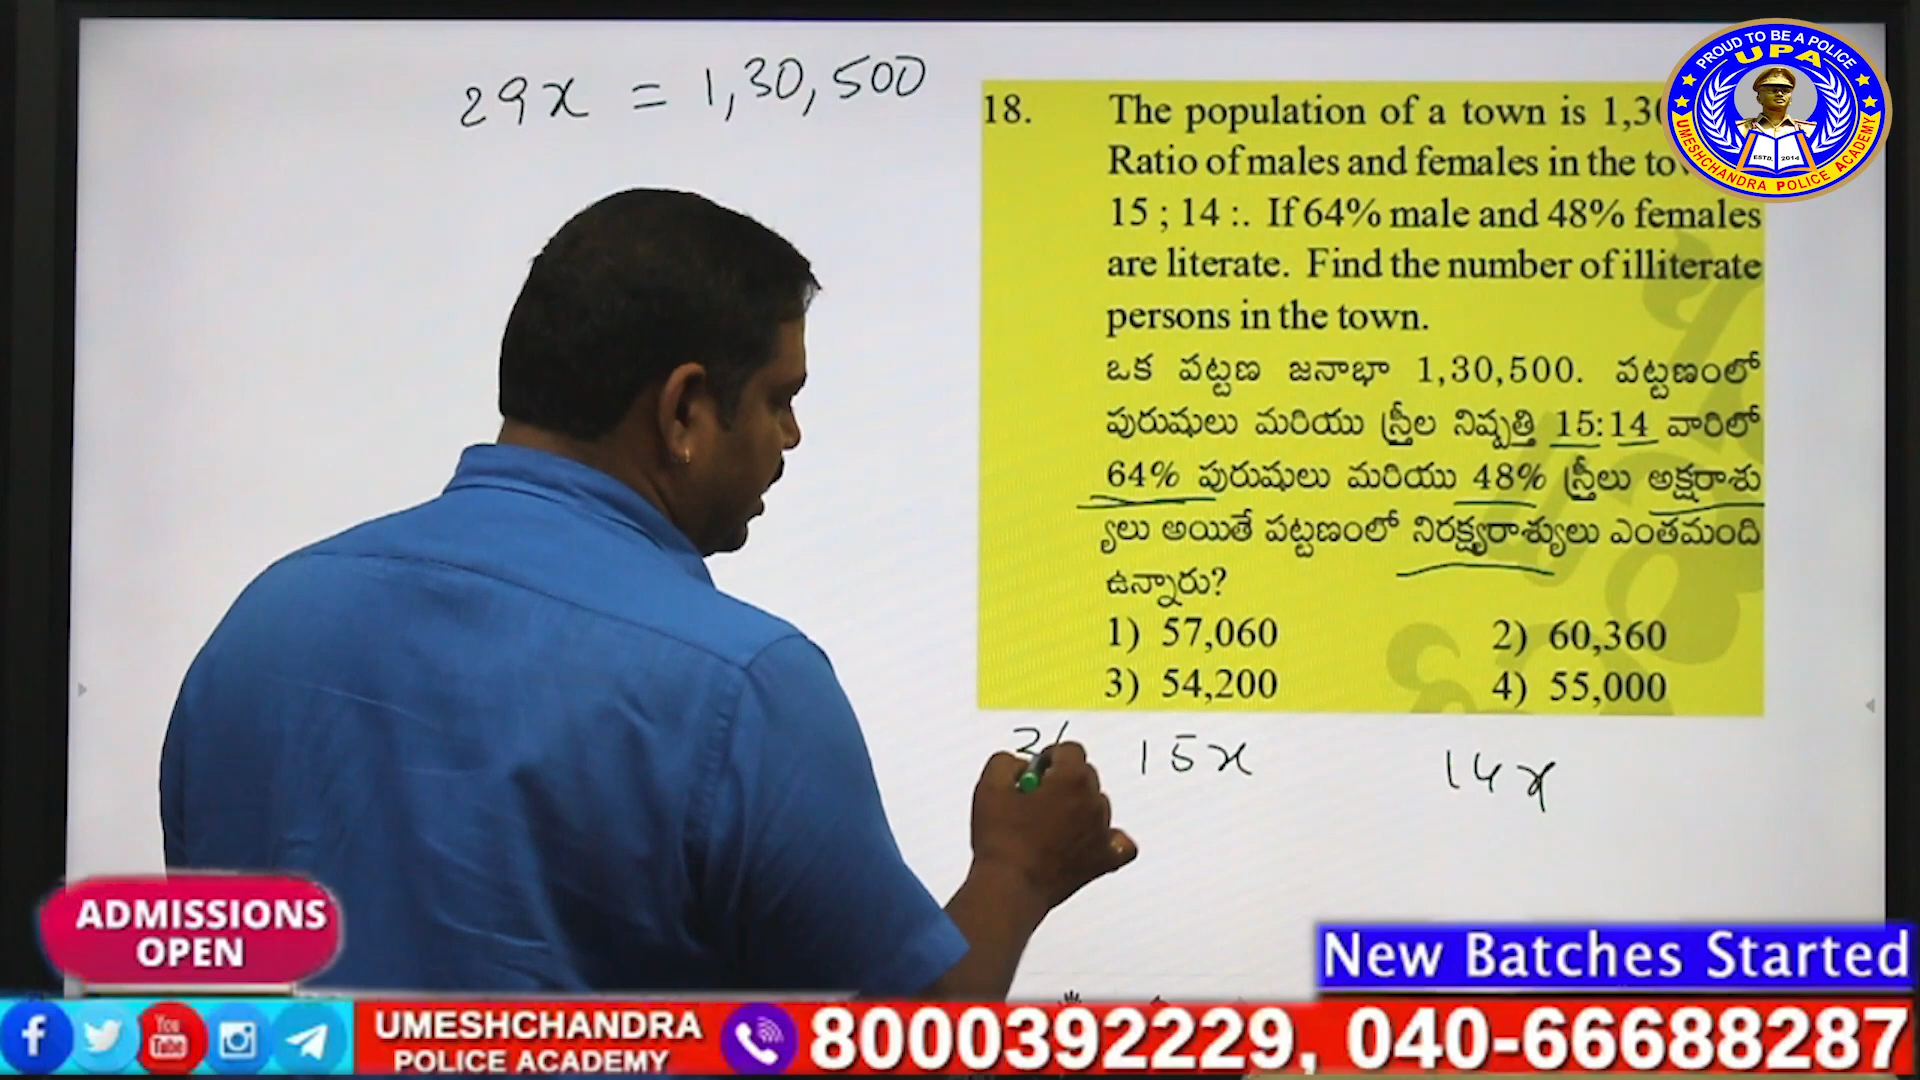 29x = 1,30,500
18. The population of a town is 1,30
Ratio of males and females in the to
15 ; 14 :. If 64% male and 48% females
are literate. Find the number of illiterate
persons in the town.
ఒక పట్టణ జనాభా 1,30,500. పట్టణంలో
పురుషులు మరియు స్త్రీల నిష్పత్తి 15:14 వారిలో
64% పురుషులు మరియు 48% స్త్రీలు అక్షరాశు
్యలు అయితే పట్టణంలో నిరక్ష్యరాశ్యులు ఎంతమంది
ఉన్నారు?
1) 57,060 2) 60,360
3) 54,200 4) 55,000
15x 14x
PROUD TO BE A POLICE
UPA
ESTD, 2014
UMESHCHANDRA POLICE ACADEMY
ADMISSIONS
OPEN
New Batches Started
You
Tube
UMESHCHANDRA
POLICE ACADEMY
8000392229, 040-66688287